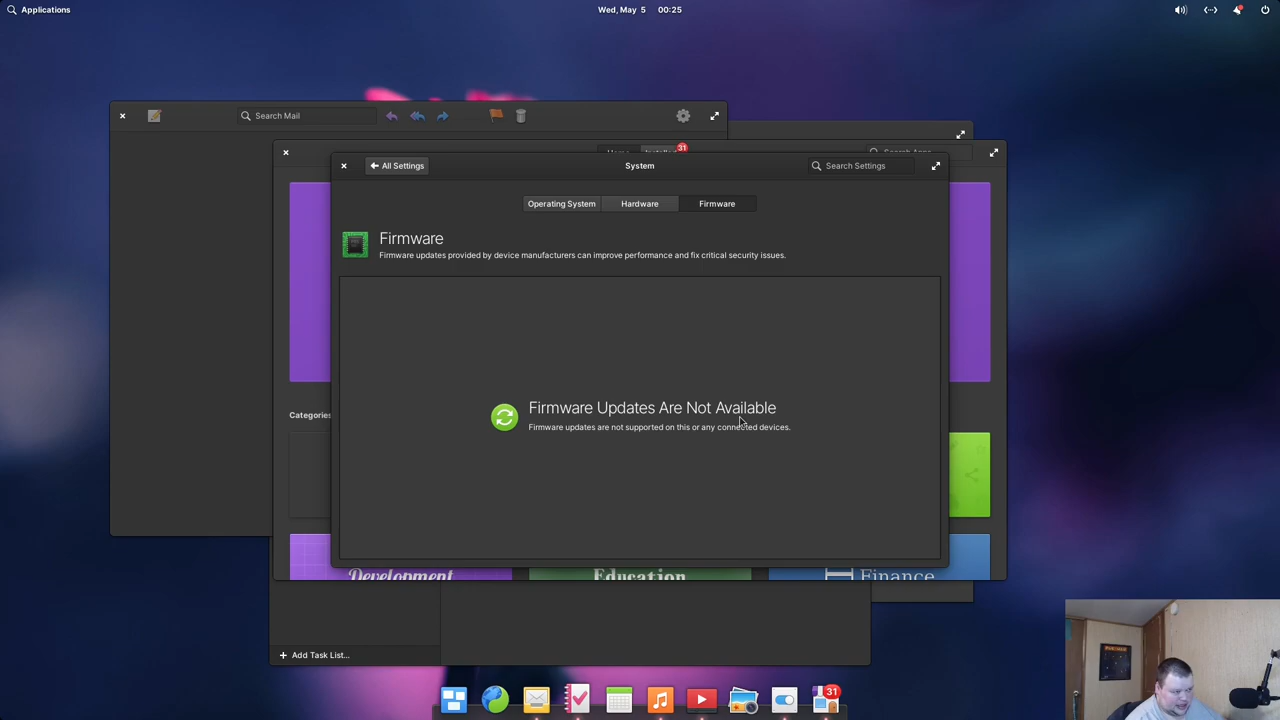 Applications
Wed, May 5 00:25
Search Mail
31
Search Apps
All Settings
System
Search Settings
Operating System
Hardware
Firmware
Firmware
Firmware updates provided by device manufacturers can improve performance and fix critical security issues.
Firmware Updates Are Not Available
Firmware updates are not supported on this or any connected devices.
Categories
Development
Education
Finance
Add Task List...
31